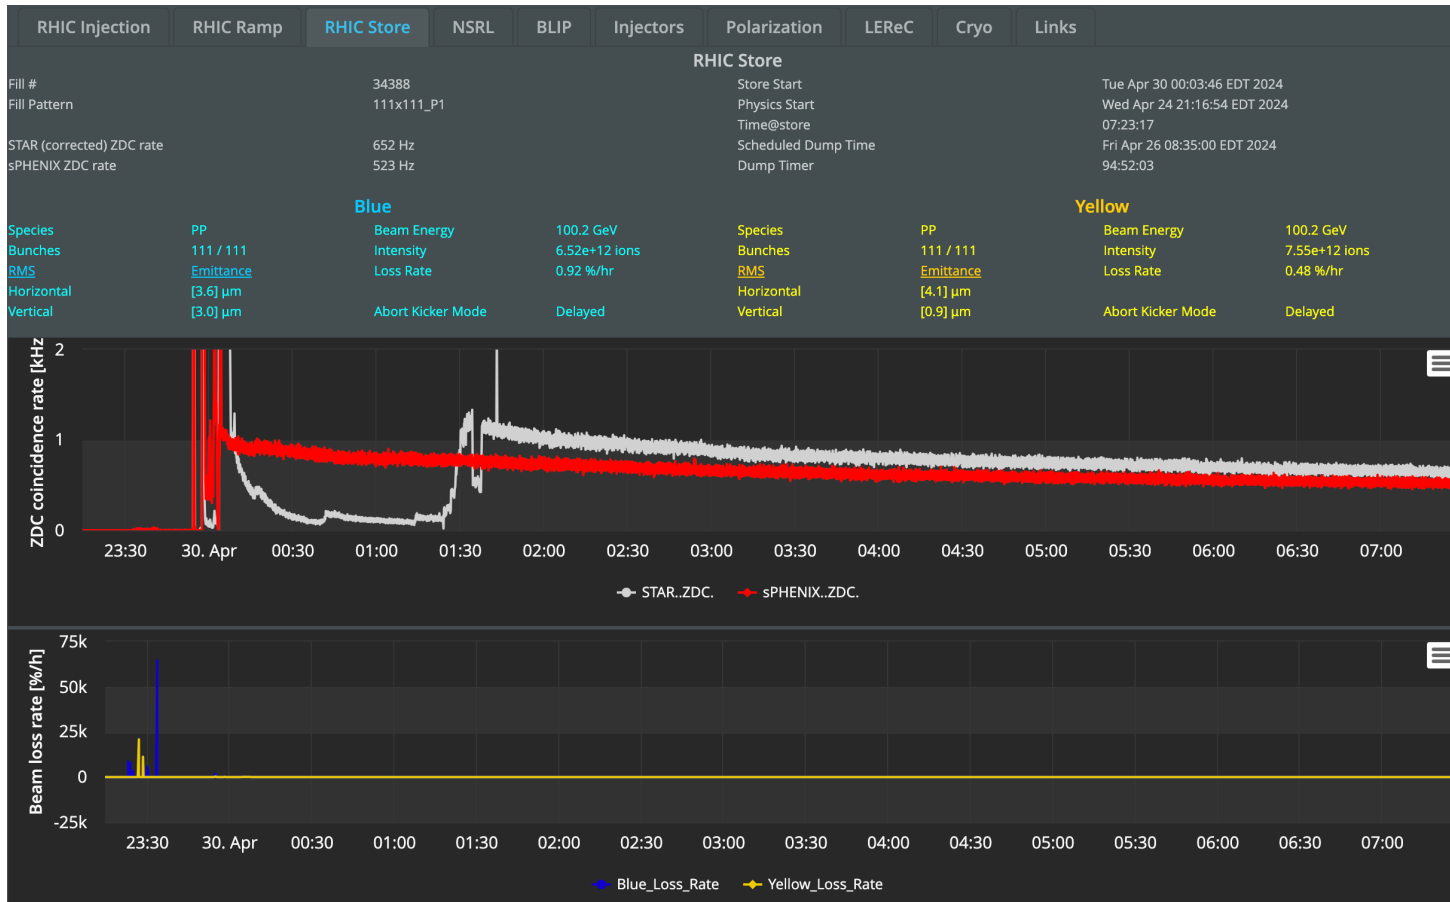 RHIC Injection RHIC Ramp RHIC Store NSRL BLIP Injectors Polarization LEReC Cryo Links
RHIC Store
Fill # 34388 Store Start Tue Apr 30 00:03:46 EDT 2024
Fill Pattern 111x111_P1 Physics Start Wed Apr 24 21:16:54 EDT 2024
Time@store 07:23:17
STAR (corrected) ZDC rate 652 Hz Scheduled Dump Time Fri Apr 26 08:35:00 EDT 2024
sPHENIX ZDC rate 523 Hz Dump Timer 94:52:03
Blue Yellow
Species PP Beam Energy 100.2 GeV Species PP Beam Energy 100.2 GeV
Bunches 111 / 111 Intensity 6.52e+12 ions Bunches 111 / 111 Intensity 7.55e+12 ions
RMS Emittance Loss Rate 0.92 %/hr RMS Emittance Loss Rate 0.48 %/hr
Horizontal [3.6] µm Horizontal [4.1] µm
Vertical [3.0] µm Abort Kicker Mode Delayed Vertical [0.9] µm Abort Kicker Mode Delayed
ZDC coincidence rate [kHz
2
1
0
23:30 30. Apr 00:30 01:00 01:30 02:00 02:30 03:00 03:30 04:00 04:30 05:00 05:30 06:00 06:30 07:00
STAR..ZDC. sPHENIX..ZDC.
Beam loss rate [%/h]
75k
50k
25k
0
-25k
23:30 30. Apr 00:30 01:00 01:30 02:00 02:30 03:00 03:30 04:00 04:30 05:00 05:30 06:00 06:30 07:00
Blue_Loss_Rate Yellow_Loss_Rate